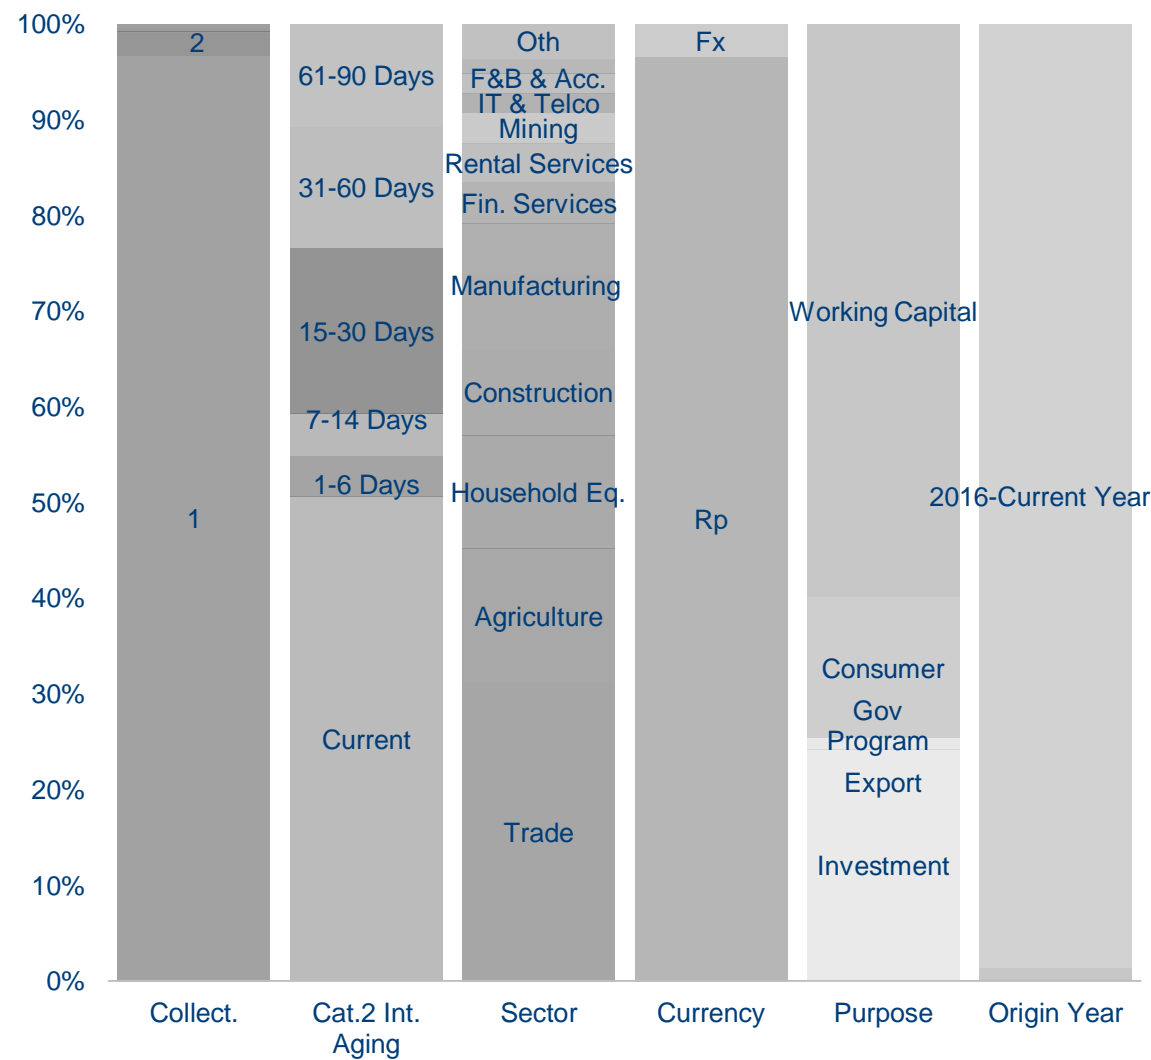 100%
90%
80%
70%
60%
50%
40%
30%
20%
10%
0%
2
1
Collect.
61-90 Days
31-60 Days
15-30 Days
7-14 Days
1-6 Days
Current
Cat.2 Int.
Aging
Oth
F&B & Acc.
IT & Telco
Mining
Rental Services
Fin. Services
Manufacturing
Construction
Household Eq.
Agriculture
Trade
Sector
Fx
Rp
Currency
Working Capital
Consumer
Gov
Program
Export
Investment
Purpose
2016-Current Year
Origin Year